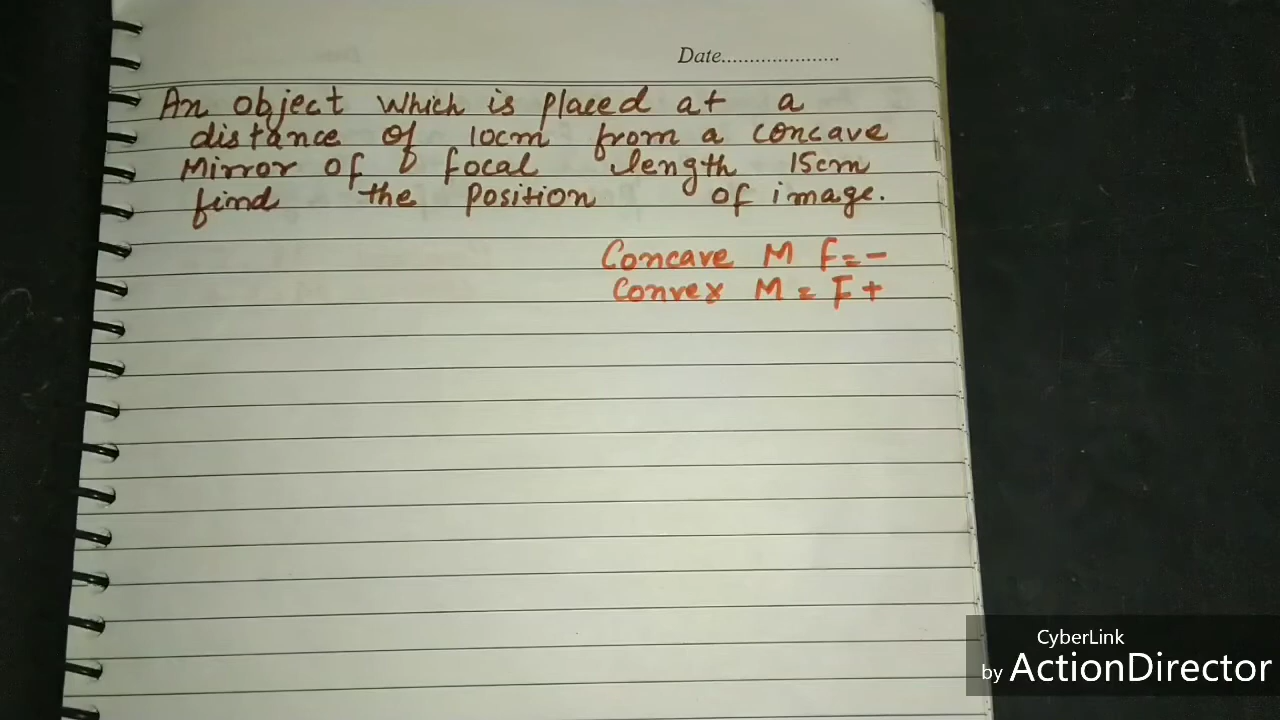 Date.....................
An object which is placed at a
distance of 10cm from a concave
Mirror of focal length 15cm
find the position of image.
Concave M F=-
Convex M = F+
CyberLink
by ActionDirector